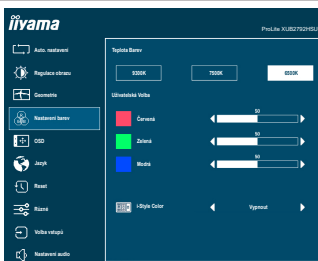 iiyama
ProLite XUB2792HSU
Auto. nastavení
Regulace obrazu
Geometrie
Nastavení barev
OSD
Jazyk
Reset
Různé
Volba vstupů
Nastavení audio
Teplota Barev
9300K
7500K
6500K
Uživatelská Volba
Červená
50
Zelená
50
Modrá
50
i-Style Color
Vypnout